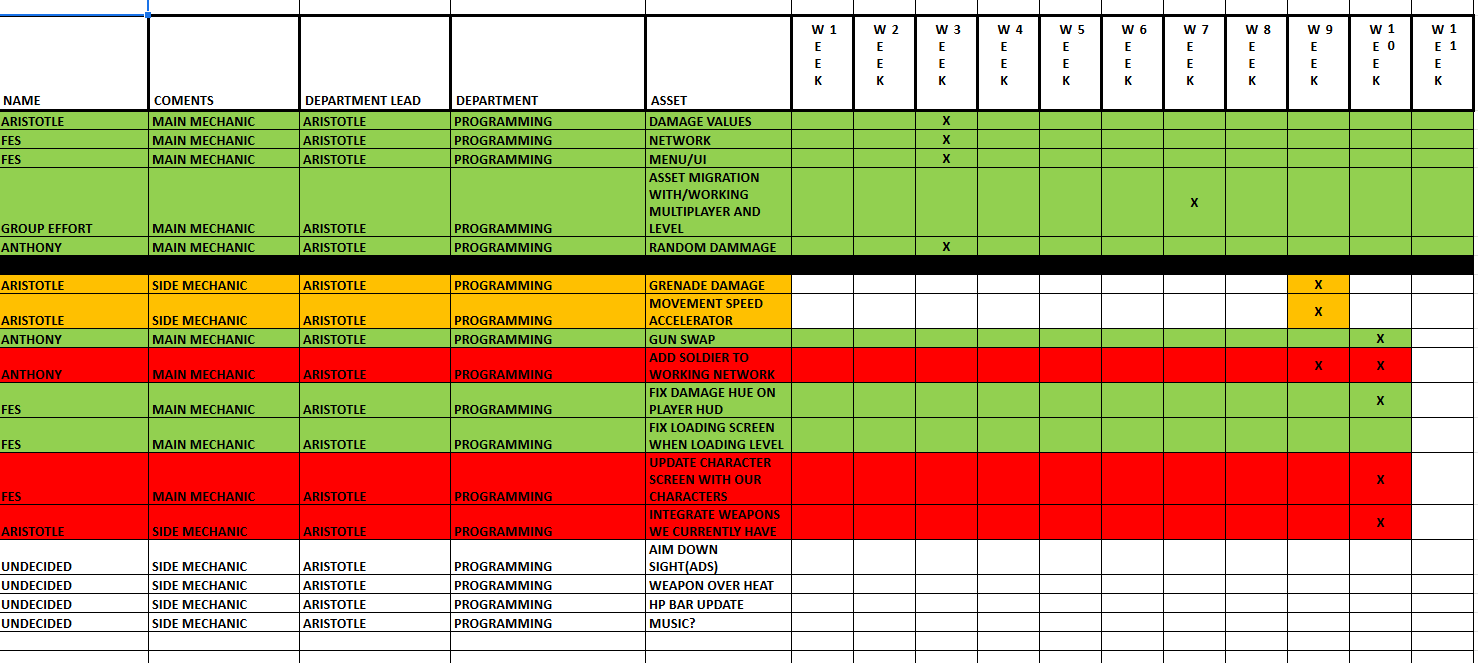 NAME COMENTS DEPARTMENT LEAD DEPARTMENT ASSET WEEK 1 WEEK 2 WEEK 3 WEEK 4 WEEK 5 WEEK 6 WEEK 7 WEEK 8 WEEK 9 WEEK 10 WEEK 11
ARISTOTLE MAIN MECHANIC ARISTOTLE PROGRAMMING DAMAGE VALUES X
FES MAIN MECHANIC ARISTOTLE PROGRAMMING NETWORK X
FES MAIN MECHANIC ARISTOTLE PROGRAMMING MENU/UI X
ASSET MIGRATION
WITH/WORKING
MULTIPLAYER AND X
GROUP EFFORT MAIN MECHANIC ARISTOTLE PROGRAMMING LEVEL
ANTHONY MAIN MECHANIC ARISTOTLE PROGRAMMING RANDOM DAMMAGE X
ARISTOTLE SIDE MECHANIC ARISTOTLE PROGRAMMING GRENADE DAMAGE X
MOVEMENT SPEED X
ARISTOTLE SIDE MECHANIC ARISTOTLE PROGRAMMING ACCELERATOR
ANTHONY MAIN MECHANIC ARISTOTLE PROGRAMMING GUN SWAP X
ADD SOLDIER TO X X
ANTHONY MAIN MECHANIC ARISTOTLE PROGRAMMING WORKING NETWORK
FIX DAMAGE HUE ON X
FES MAIN MECHANIC ARISTOTLE PROGRAMMING PLAYER HUD
FIX LOADING SCREEN
FES MAIN MECHANIC ARISTOTLE PROGRAMMING WHEN LOADING LEVEL
UPDATE CHARACTER
SCREEN WITH OUR X
FES MAIN MECHANIC ARISTOTLE PROGRAMMING CHARACTERS
INTEGRATE WEAPONS X
ARISTOTLE SIDE MECHANIC ARISTOTLE PROGRAMMING WE CURRENTLY HAVE
AIM DOWN
UNDECIDED SIDE MECHANIC ARISTOTLE PROGRAMMING SIGHT(ADS)
UNDECIDED SIDE MECHANIC ARISTOTLE PROGRAMMING WEAPON OVER HEAT
UNDECIDED SIDE MECHANIC ARISTOTLE PROGRAMMING HP BAR UPDATE
UNDECIDED SIDE MECHANIC ARISTOTLE PROGRAMMING MUSIC?